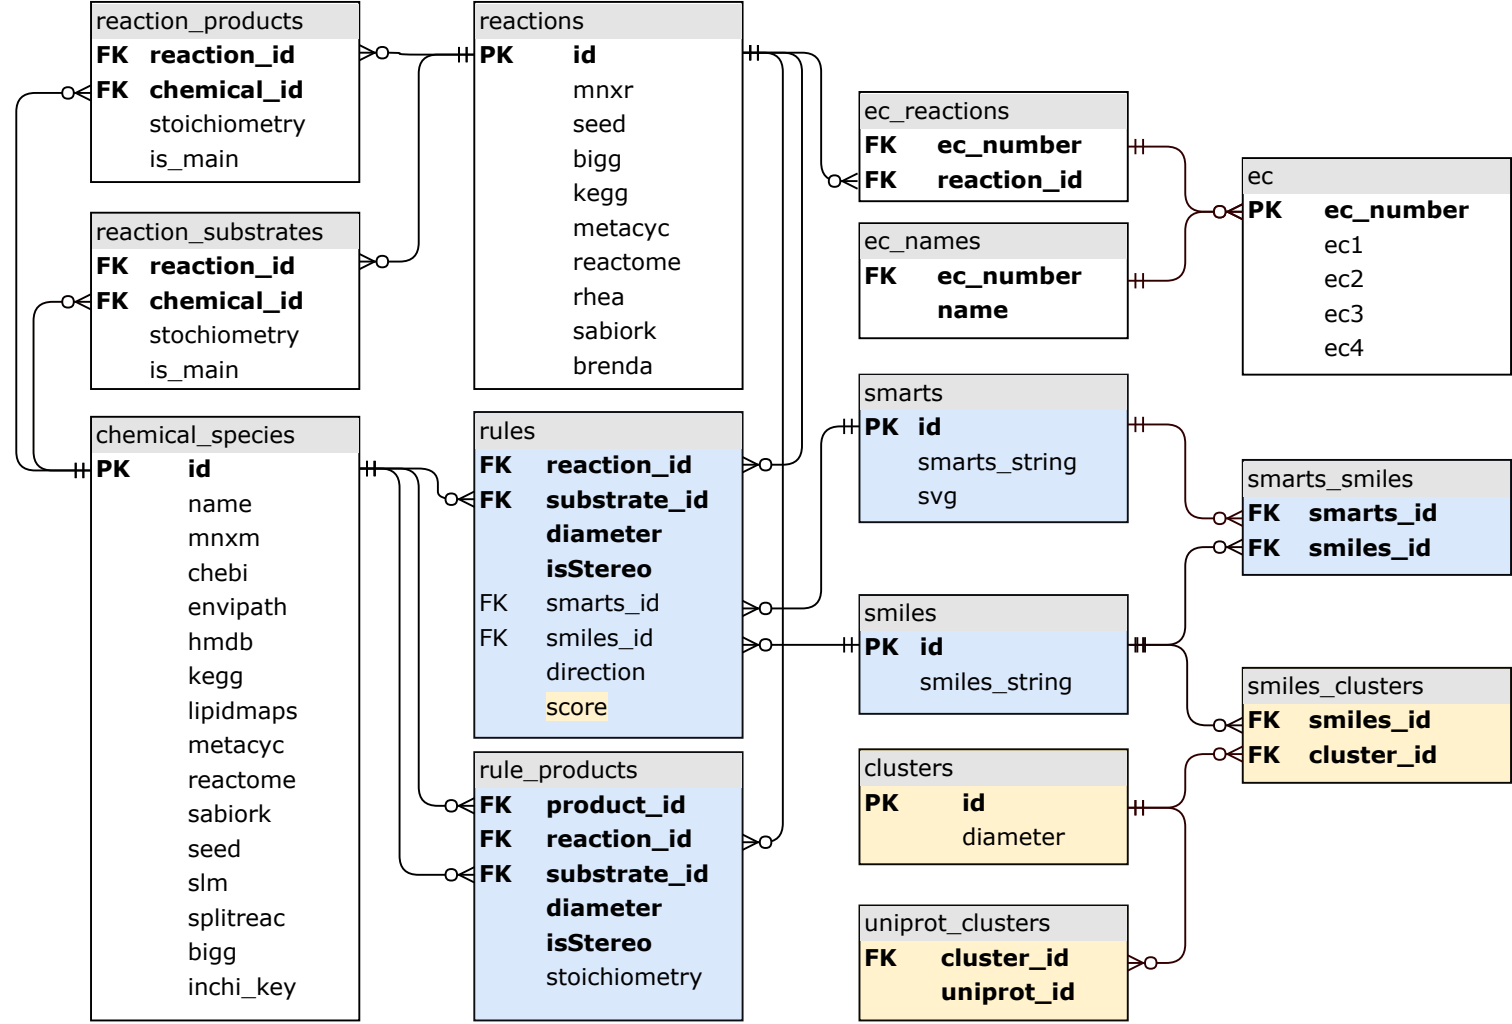 reaction_products
FK reaction_id
FK chemical_id
stoichiometry
is_main
reaction_substrates
FK reaction_id
FK chemical_id
stochiometry
is_main
chemical_species
PK id
name
mnxm
chebi
envipath
hmdb
kegg
lipidmaps
metacyc
reactome
sabiork
seed
slm
splitreac
bigg
inchi_key
reactions
PK id
mnxr
seed
bigg
kegg
metacyc
reactome
rhea
sabiork
brenda
rules
FK reaction_id
FK substrate_id
diameter
isStereo
FK smarts_id
FK smiles_id
direction
score
rule_products
FK product_id
FK reaction_id
FK substrate_id
diameter
isStereo
stoichiometry
ec_reactions
FK ec_number
FK reaction_id
ec_names
FK ec_number
name
smarts
PK id
smarts_string
svg
smiles
PK id
smiles_string
clusters
PK id
diameter
uniprot_clusters
FK cluster_id
uniprot_id
ec
PK ec_number
ec1
ec2
ec3
ec4
smarts_smiles
FK smarts_id
FK smiles_id
smiles_clusters
FK smiles_id
FK cluster_id